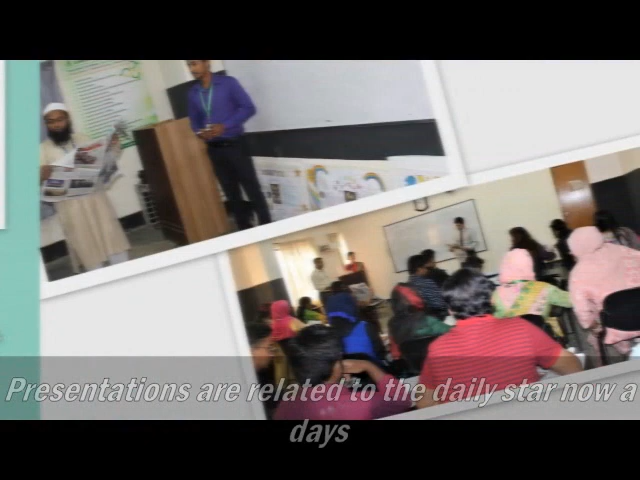 Presentations are related to the daily star now a
days